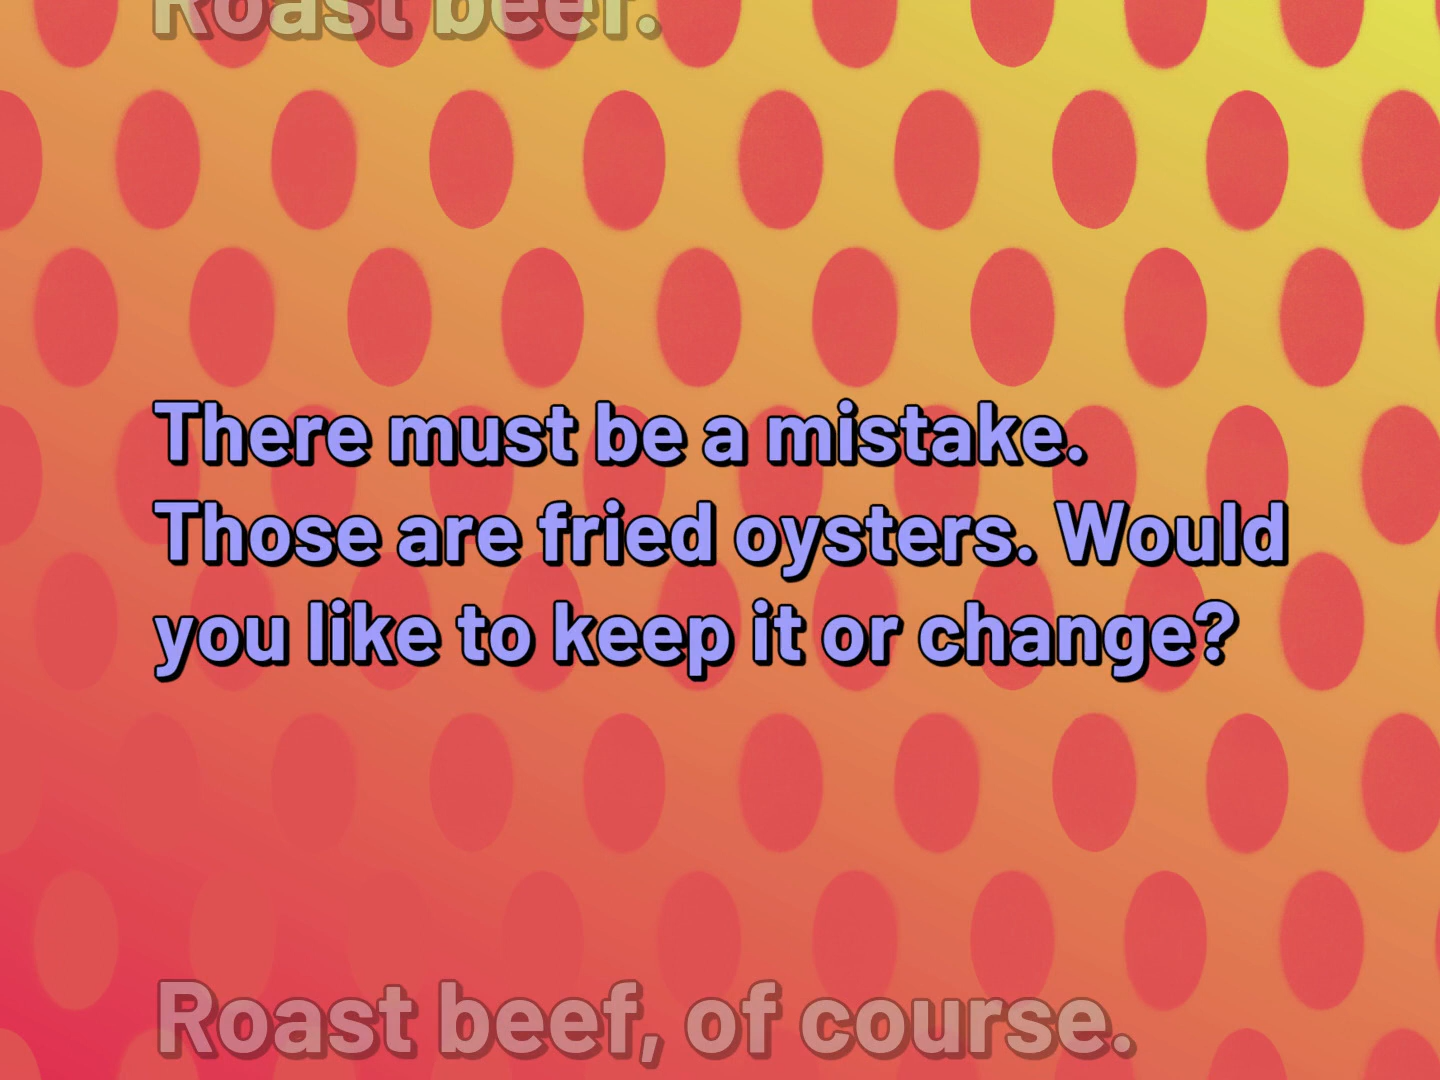 Roast beef.
There must be a mistake.
Those are fried oysters. Would
you like to keep it or change?
Roast beef, of course.